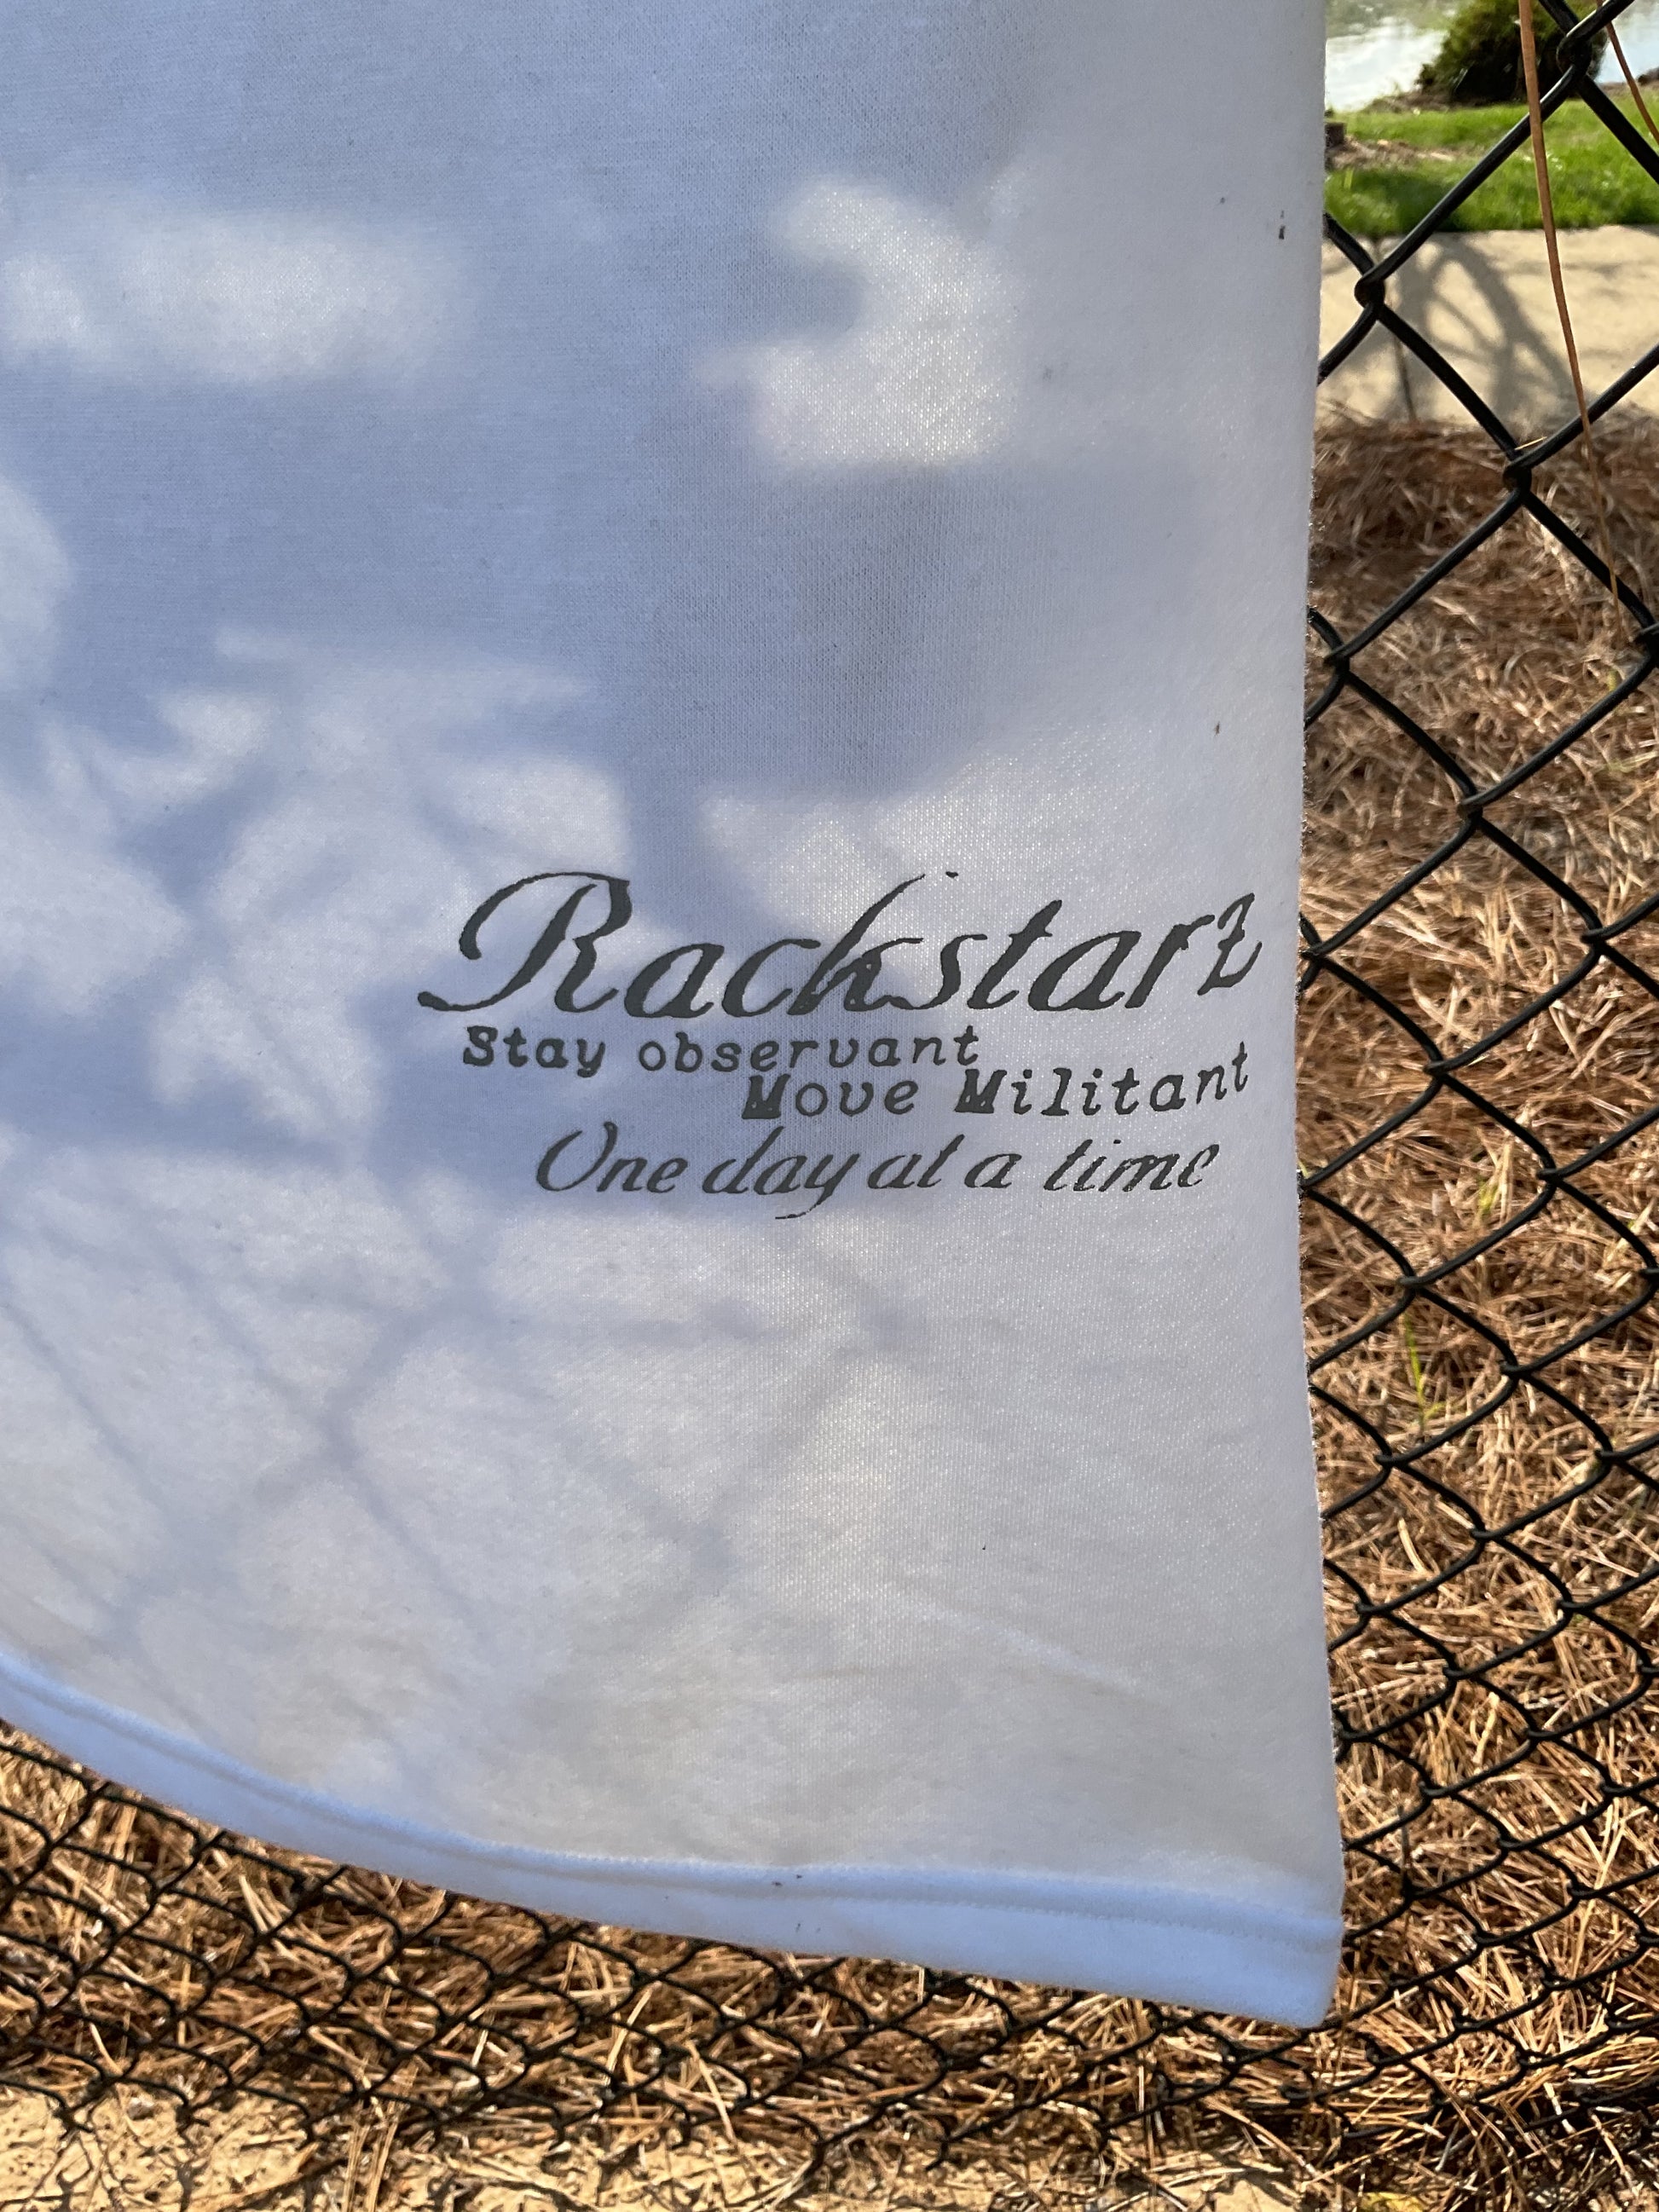 Rackstarz
Stay observant
Move Militant
One day at a time